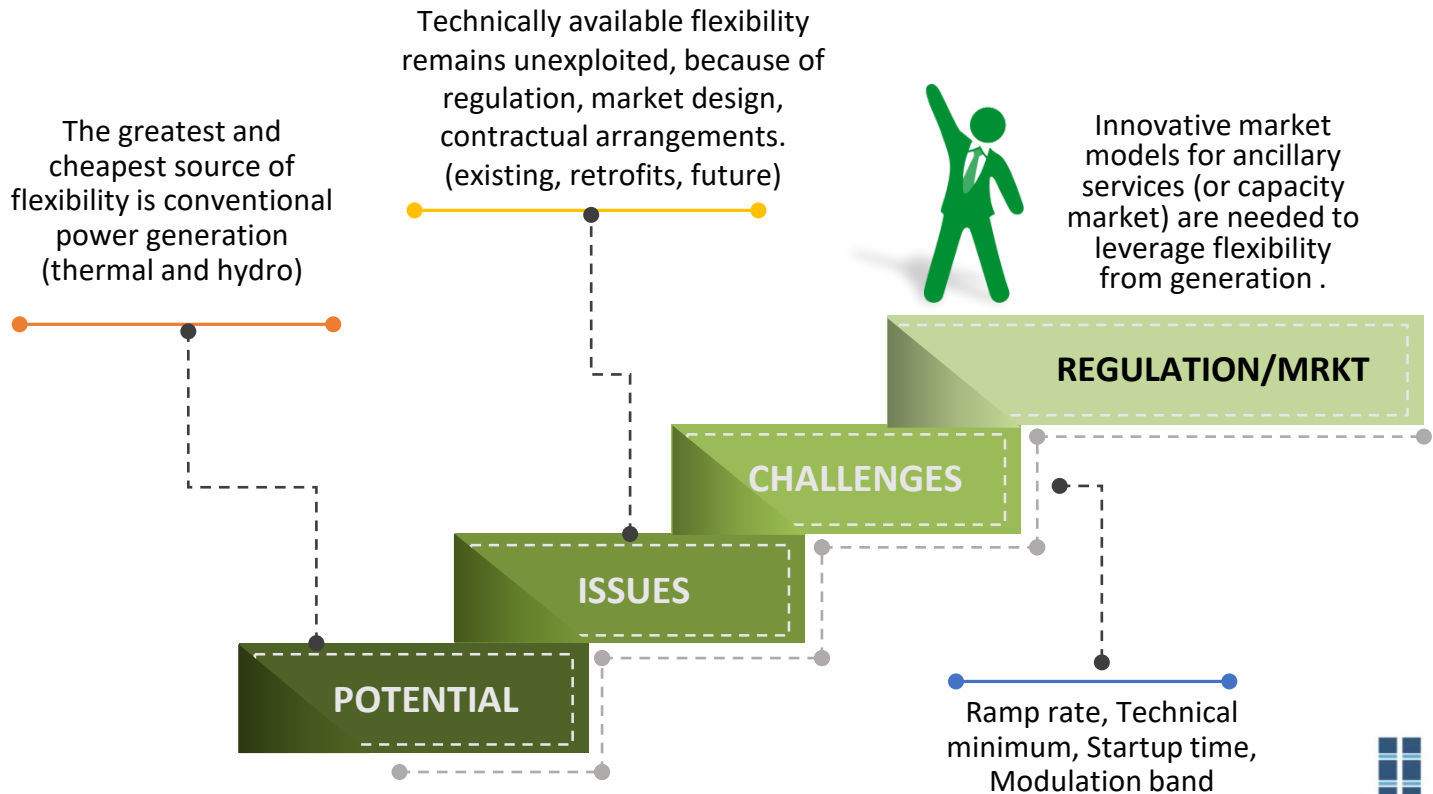 The greatest and
cheapest source of
flexibility is conventional
power generation
(thermal and hydro)
Technically available flexibility
remains unexploited, because of
regulation, market design,
contractual arrangements.
(existing, retrofits, future)
Innovative market
models for ancillary
services (or capacity
market) are needed to
leverage flexibility
from generation .
REGULATION/MRKT
CHALLENGES
ISSUES
POTENTIAL
Ramp rate, Technical
minimum, Startup time,
Modulation band